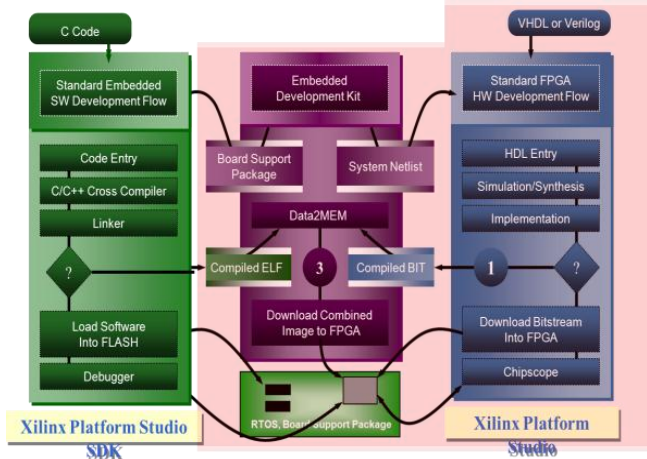 C Code
VHDL or Verilog
Standard Embedded
SW Development Flow
Embedded
Development Kit
Standard FPGA
HW Development Flow
Code Entry
C/C++ Cross Compiler
Linker
?
Load Software
Into FLASH
Debugger
Board Support
Package
System Netlist
Data2MEM
Compiled ELF
3
Compiled BIT
Download Combined
Image to FPGA
RTOS, Board Support Package
HDL Entry
Simulation/Synthesis
Implementation
1
?
Download Bitstream
Into FPGA
Chipscope
Xilinx Platform Studio
SDK
Xilinx Platform
Studio